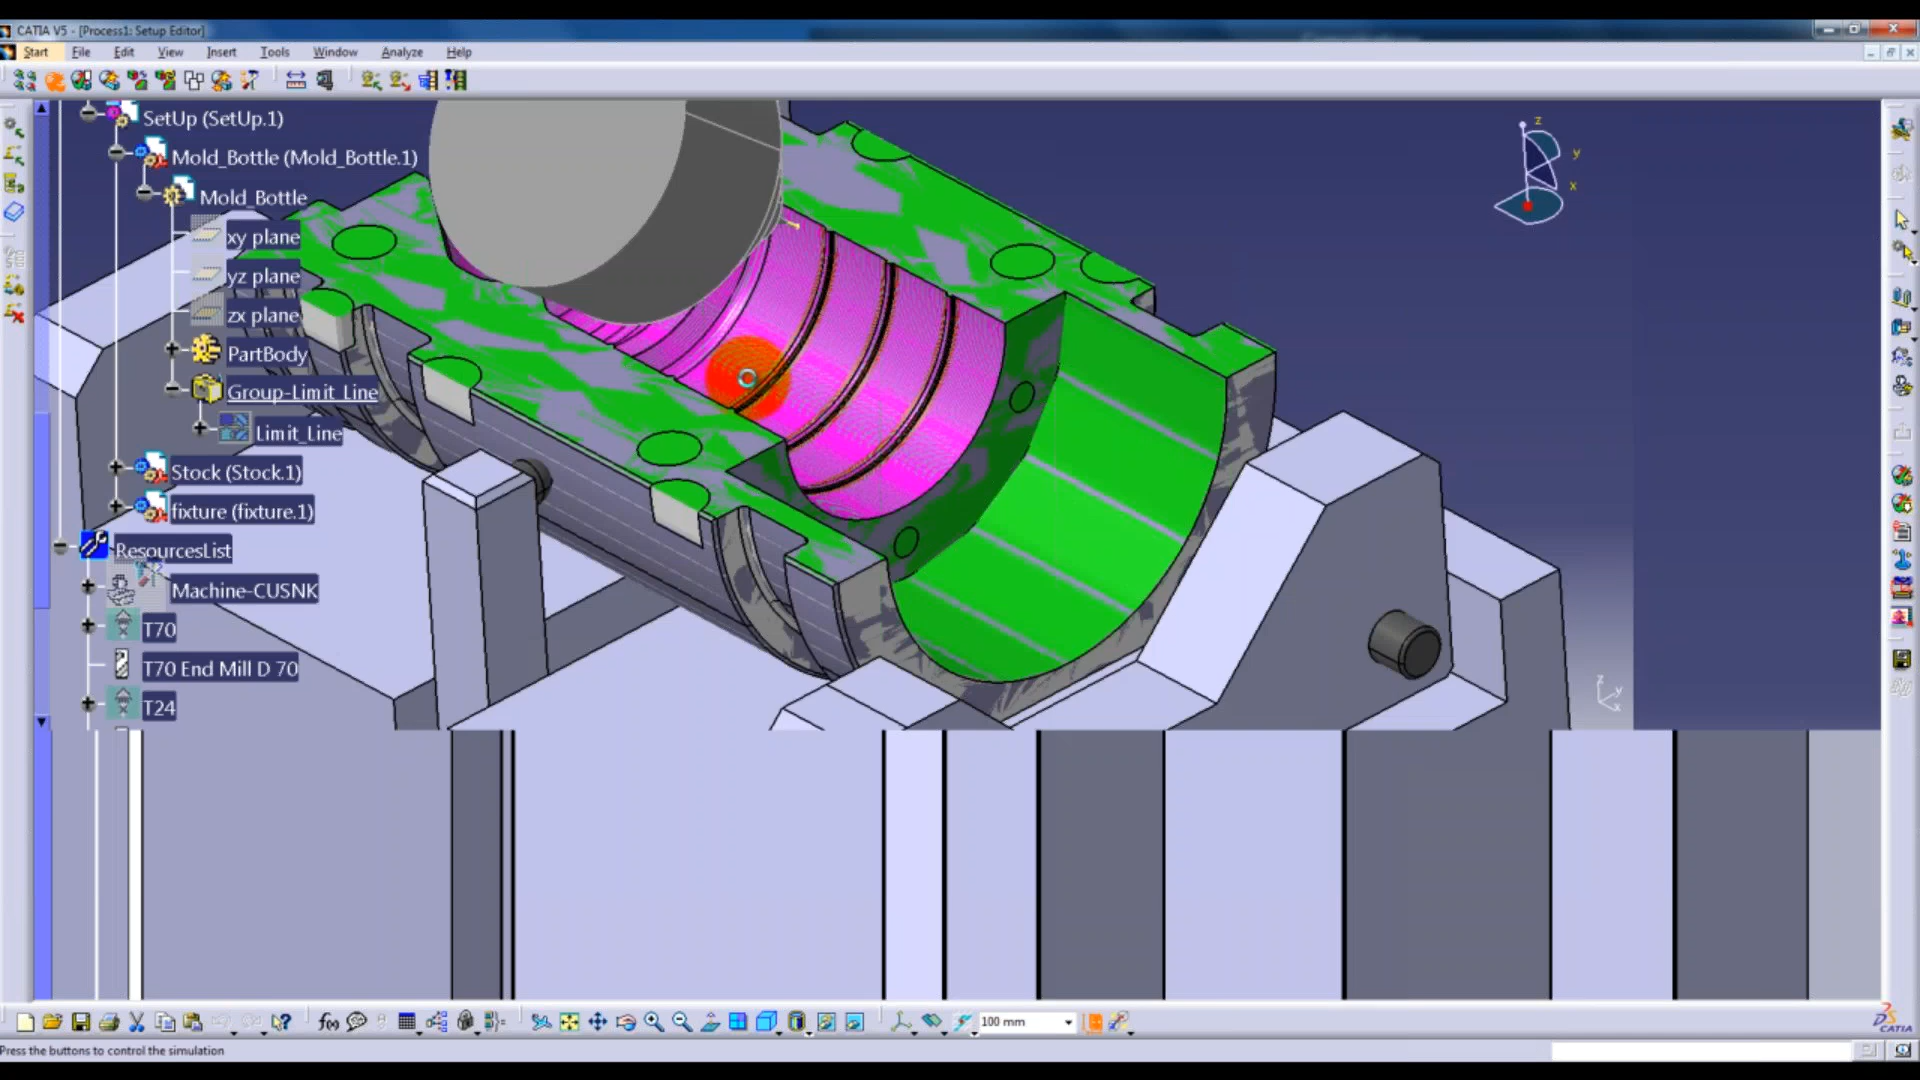 CATIA V5 - [Process1: Setup Editor]
Start File Edit View Insert Tools Window Analyze Help
SetUp (SetUp.1)
Mold_Bottle (Mold_Bottle.1)
Mold_Bottle
xy plane
yz plane
zx plane
PartBody
Group-Limit_Line
Limit_Line
Stock (Stock.1)
fixture (fixture.1)
ResourcesList
Machine-CUSNK
T70
T70 End Mill D 70
T24
z
y
x
z
y
x
f(x)
100 mm
CATIA
Press the buttons to control the simulation